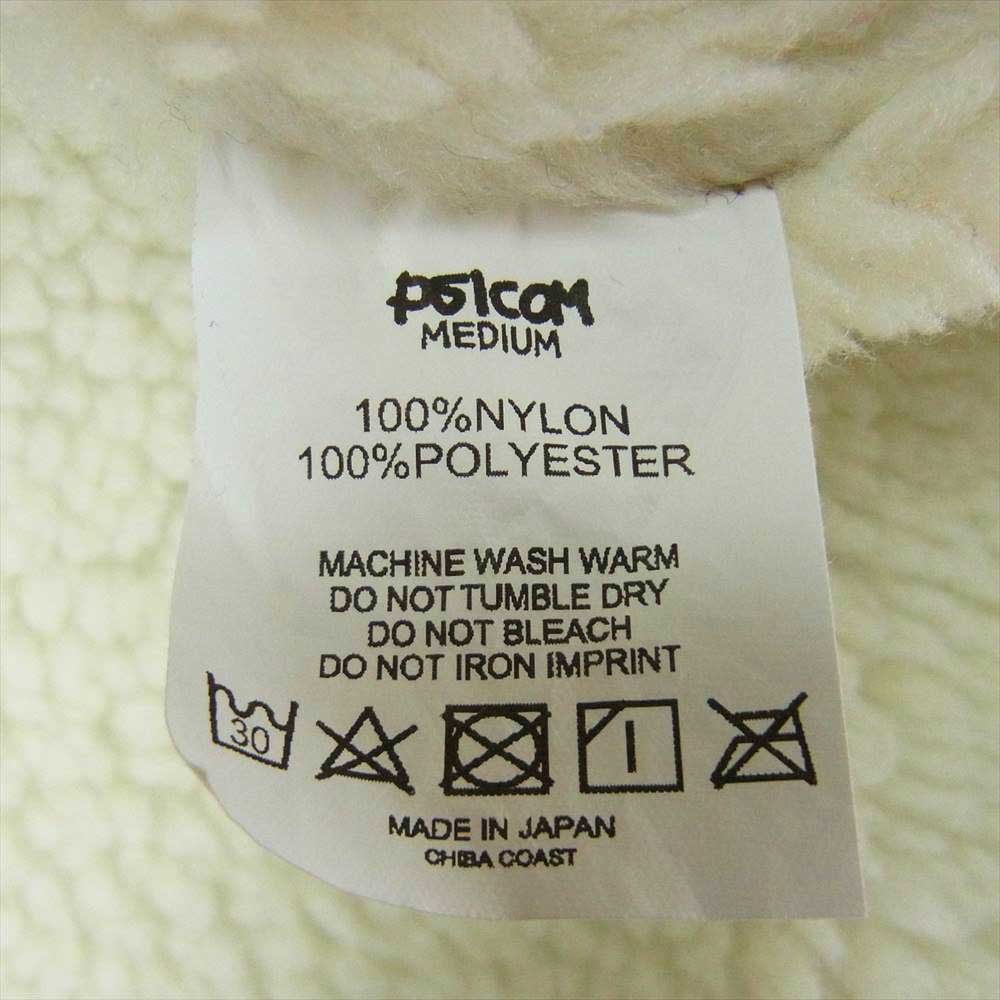 PG1COM
MEDIUM
100%NYLON
100%POLYESTER
MACHINE WASH WARM
DO NOT TUMBLE DRY
DO NOT BLEACH
DO NOT IRON IMPRINT
30
MADE IN JAPAN
CHIBA COAST